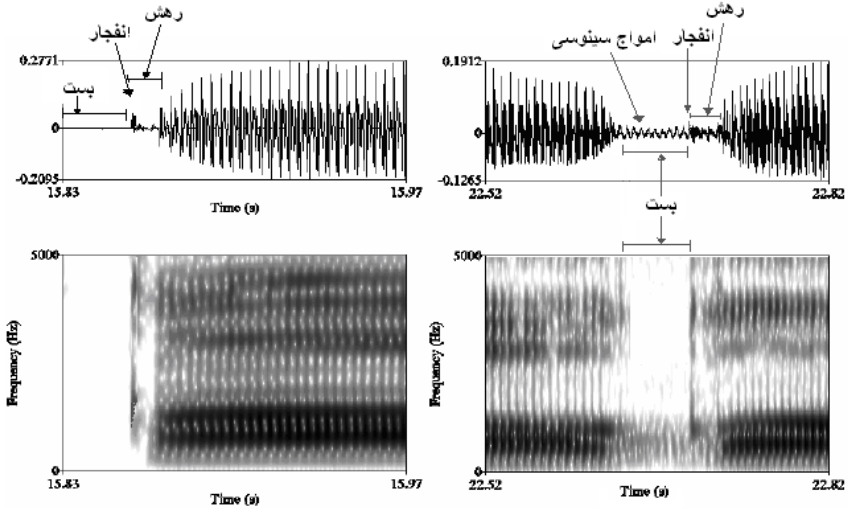 رهش
انفجار
بست
0.2771
0
-0.2095
15.83
15.97
Time (s)
5000
Frequency (Hz)
0
15.83
15.97
Time (s)
رهش
انفجار
امواج سینوسی
0.1912
0
-0.1265
22.52
22.82
Time (s)
بست
5000
Frequency (Hz)
0
22.52
22.82
Time (s)